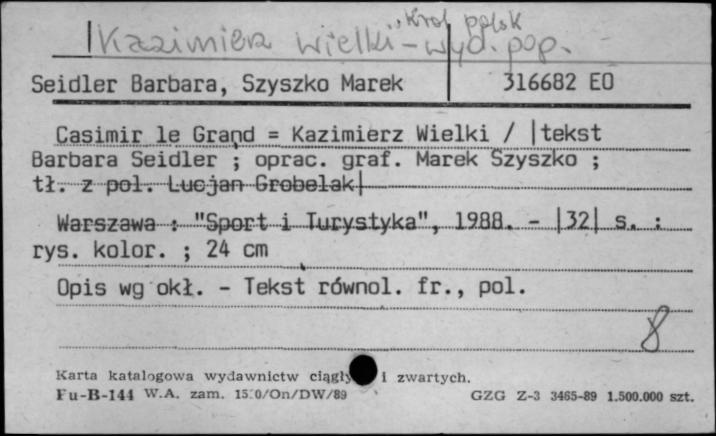 "Król polsk
|Kazimierz Wielki - wyd. pop.
Seidler Barbara, Szyszko Marek 316682 EO
Casimir le Grand = Kazimierz Wielki / |tekst
Barbara Seidler ; oprac. graf. Marek Szyszko ;
tł. z pol. Lucjan Grobelak|
Warszawa : "Sport i Turystyka", 1988. - |32| s. :
rys. kolor. ; 24 cm
Opis wg okł. - Tekst równol. fr., pol.
8
Karta katalogowa wydawnictw ciągły i zwartych.
Fu-B-144 W.A. zam. 15.0/On/DW/89 GZG Z-3 3465-89 1.500.000 szt.